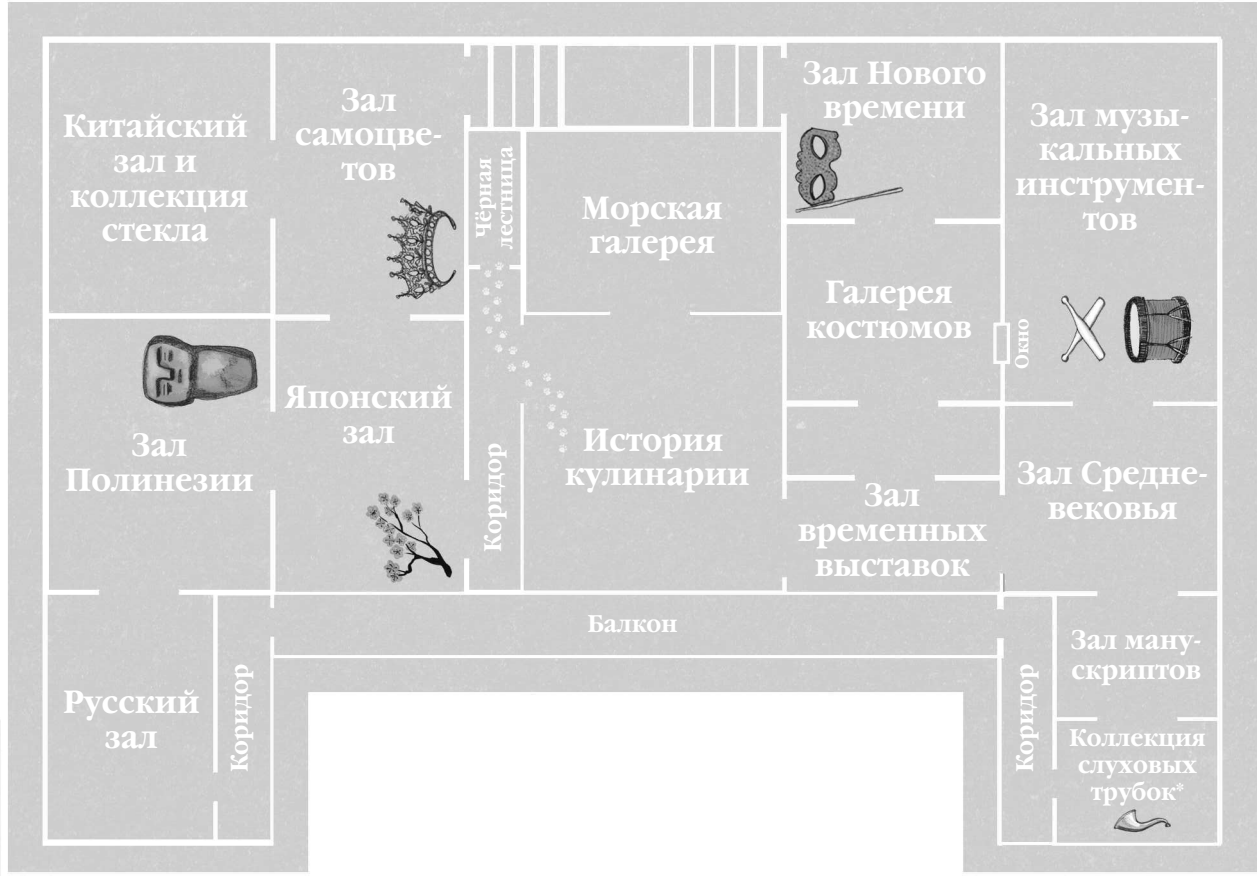 Китайский
зал и
коллекция
стекла
Зал
самоцве-
тов
Чёрная
лестница
Морская
галерея
Зал Нового
времени
Зал музы-
кальных
инструмен-
тов
Галерея
костюмов
Окно
Зал
Полинезии
Японский
зал
Коридор
История
кулинарии
Зал
временных
выставок
Зал Средне-
вековья
Балкон
Русский
зал
Коридор
Коридор
Зал ману-
скриптов
Коллекция
слуховых
трубок*